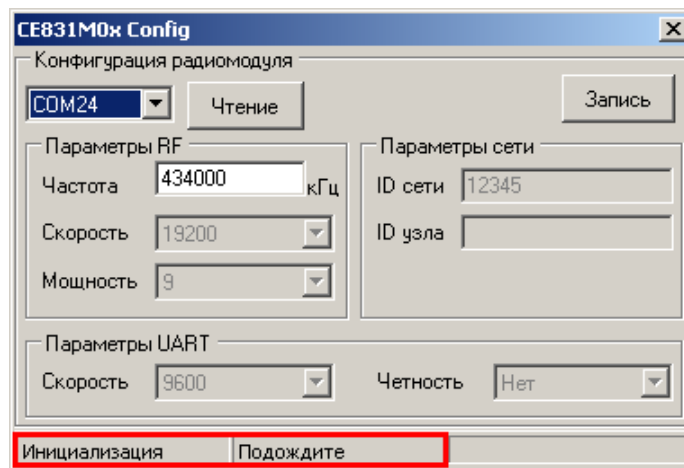 CE831M0x Config
Конфигурация радиомодуля
COM24 Чтение Запись
Параметры RF
Частота 434000 кГц
Скорость 19200
Мощность 9
Параметры сети
ID сети 12345
ID узла
Параметры UART
Скорость 9600 Четность Нет
Инициализация Подождите